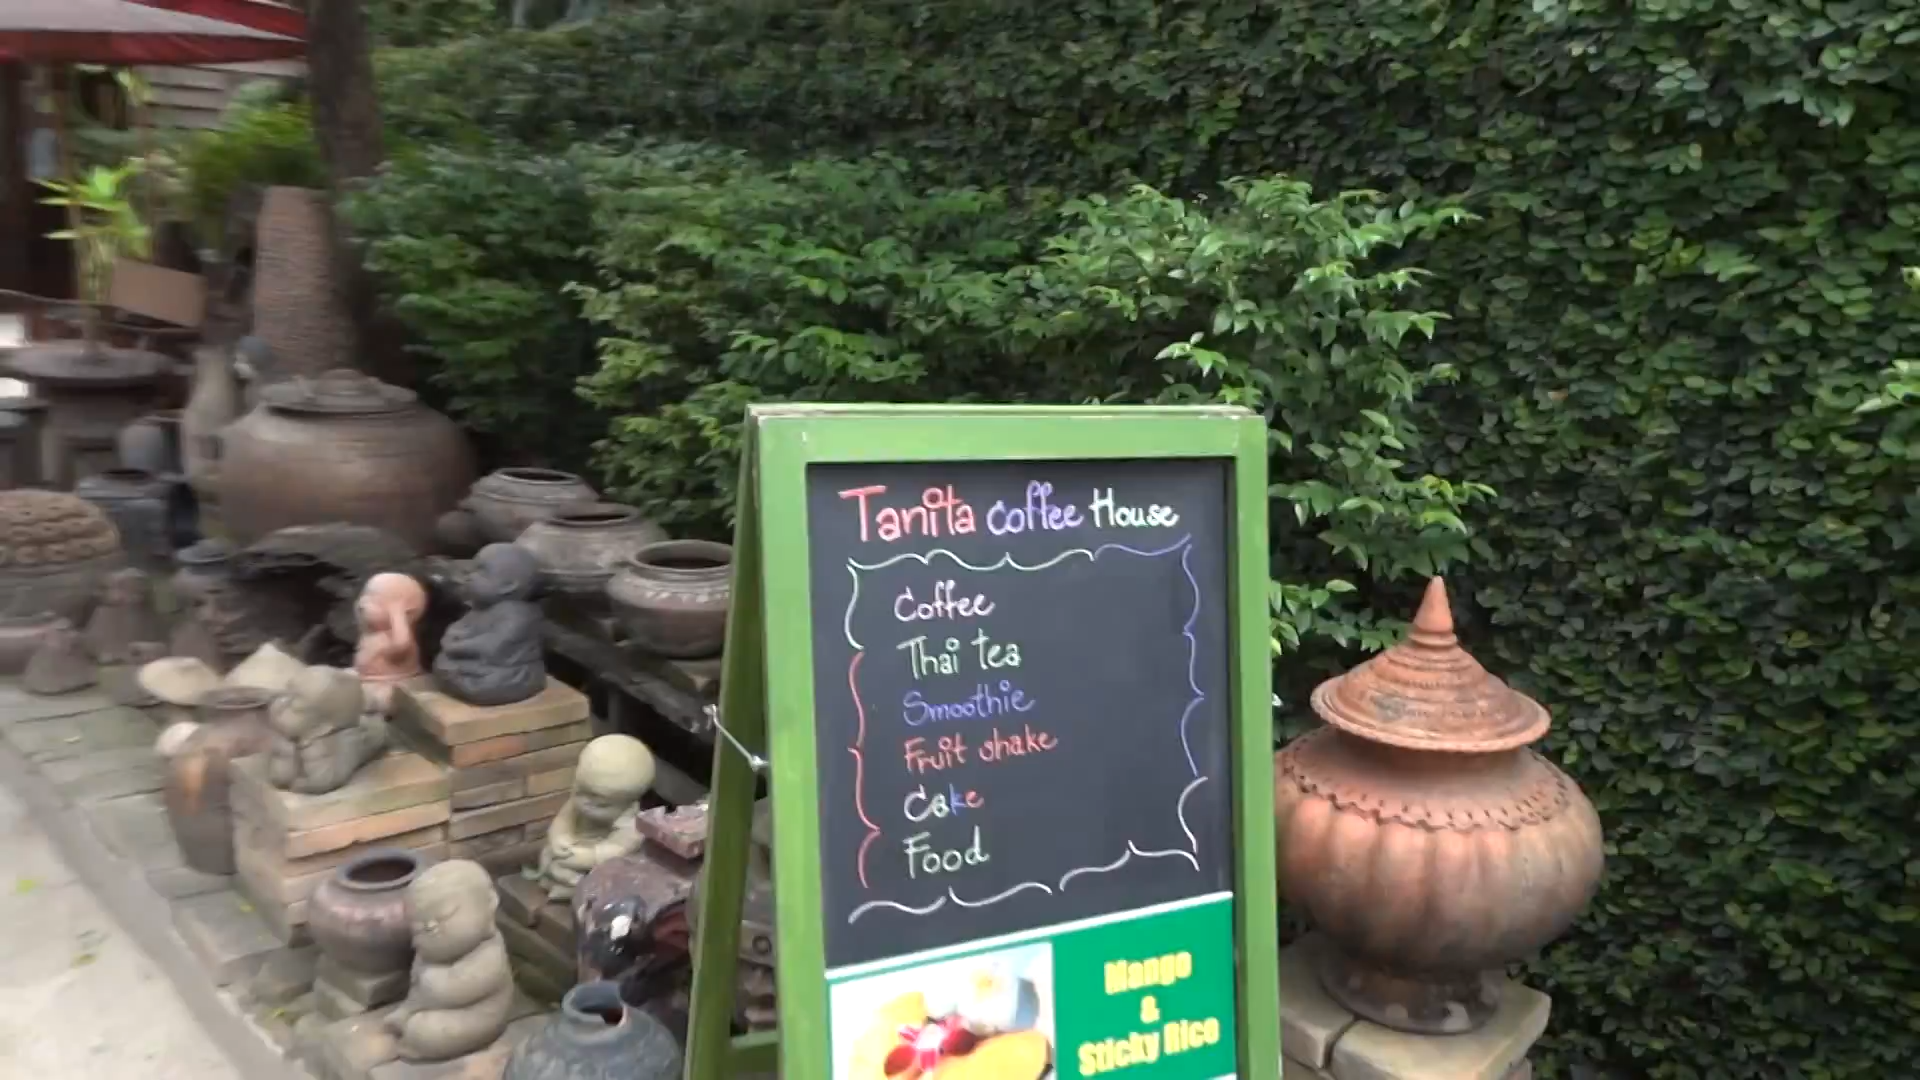 Tanita Coffee House
Coffee
Thai tea
Smoothie
Fruit shake
Cake
Food
Mango
&
Sticky Rice